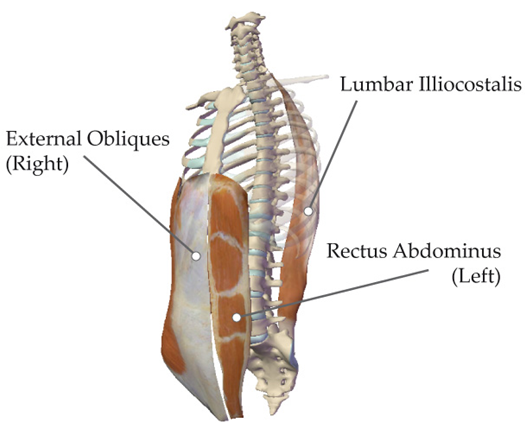 Lumbar Illiocostalis
External Obliques
(Right)
Rectus Abdominus
(Left)